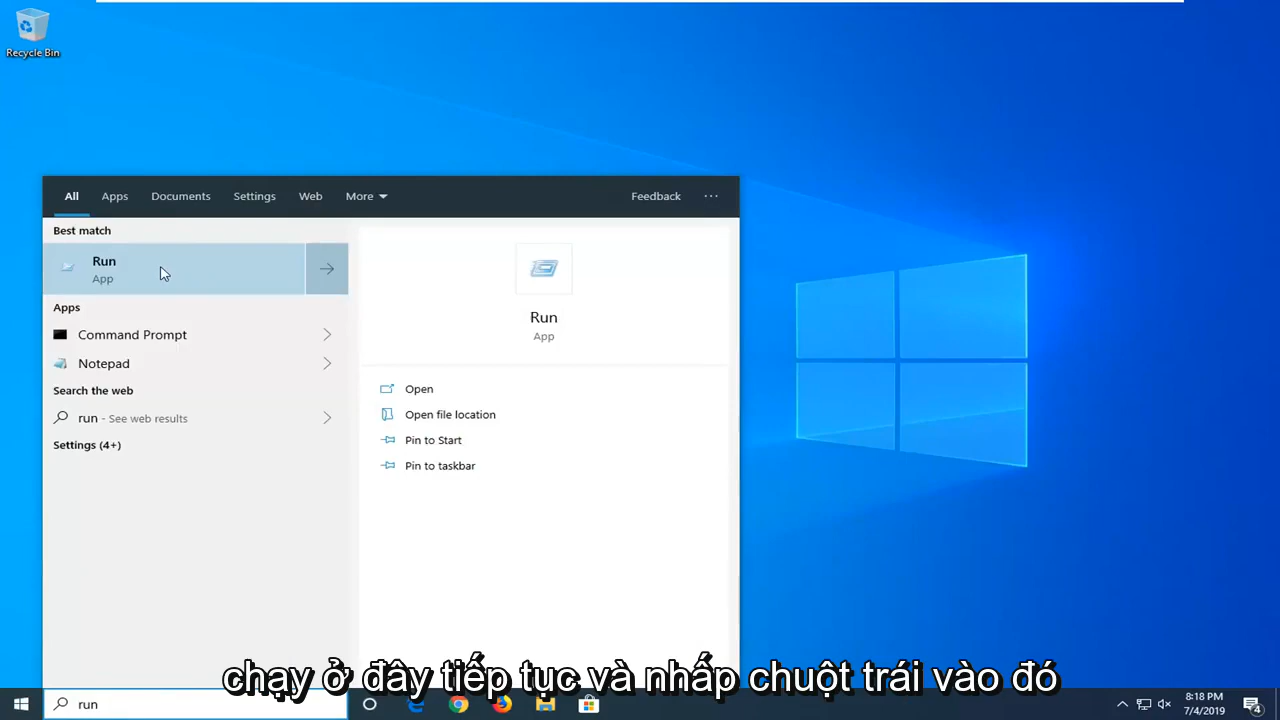 Recycle Bin
All Apps Documents Settings Web More Feedback ...
Best match
Run
App
Apps
Command Prompt
Notepad
Search the web
run - See web results
Settings (4+)
Run
App
Open
Open file location
Pin to Start
Pin to taskbar
chạy ở đây tiếp tục và nhấp chuột trái vào đó
run
8:18 PM
7/4/2019
4